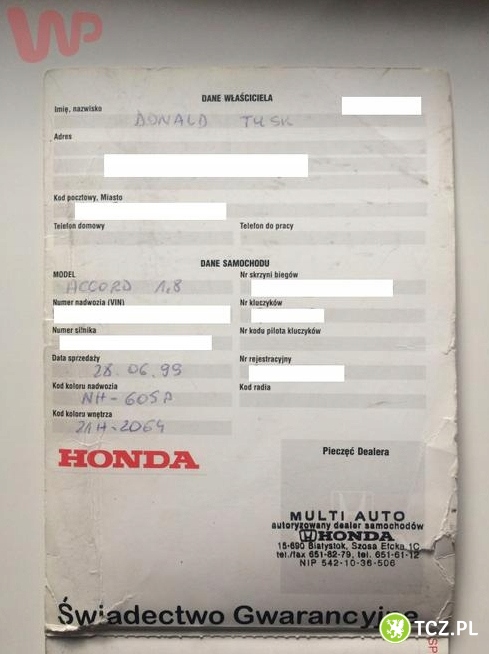 WP
DANE WŁAŚCICIELA
Imię, nazwisko
DONALD TUSK
Adres
Kod pocztowy, Miasto
Telefon domowy Telefon do pracy
DANE SAMOCHODU
MODEL Nr skrzyni biegów
ACCORD 1,8
Numer nadwozia (VIN) Nr kluczyków
Numer silnika Nr kodu pilota kluczyków
Data sprzedaży Nr rejestracyjny
28.06.99
Kod koloru nadwozia Kod radia
NH-605P
Kod koloru wnętrza
21H-2064
HONDA
Pieczęć Dealera
MULTI AUTO
autoryzowany dealer samochodów
HONDA
15-690 Białystok, Szosa Ełcka 1C
tel./fax 651-82-79, tel. 651-61-12
NIP 542-10-36-506
Świadectwo Gwarancyjne
TCZ.PL